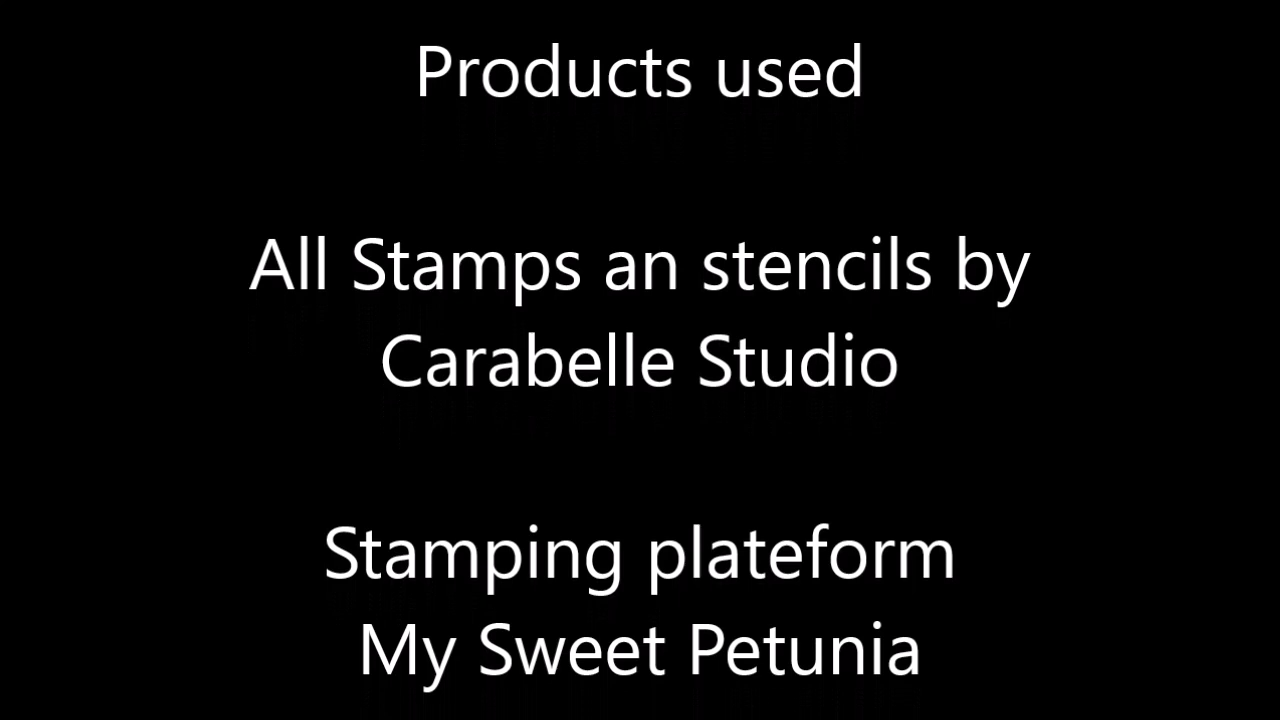 Products used
All Stamps an stencils by
Carabelle Studio
Stamping plateform
My Sweet Petunia